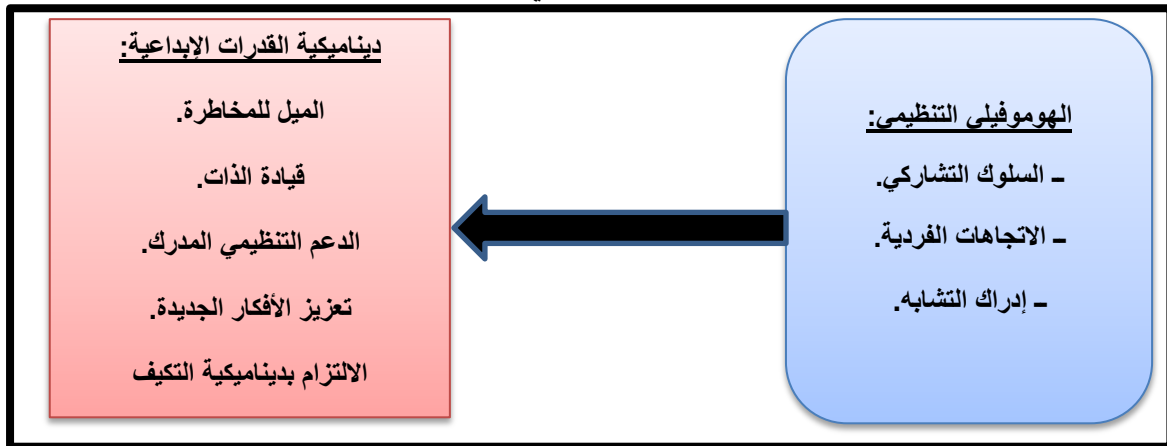 الهوموفيلي التنظيمي:
ـ السلوك التشاركي.
ـ الاتجاهات الفردية.
ـ إدراك التشابه.
ديناميكية القدرات الإبداعية:
الميل للمخاطرة.
قيادة الذات.
الدعم التنظيمي المدرك.
تعزيز الأفكار الجديدة.
الالتزام بديناميكية التكيف